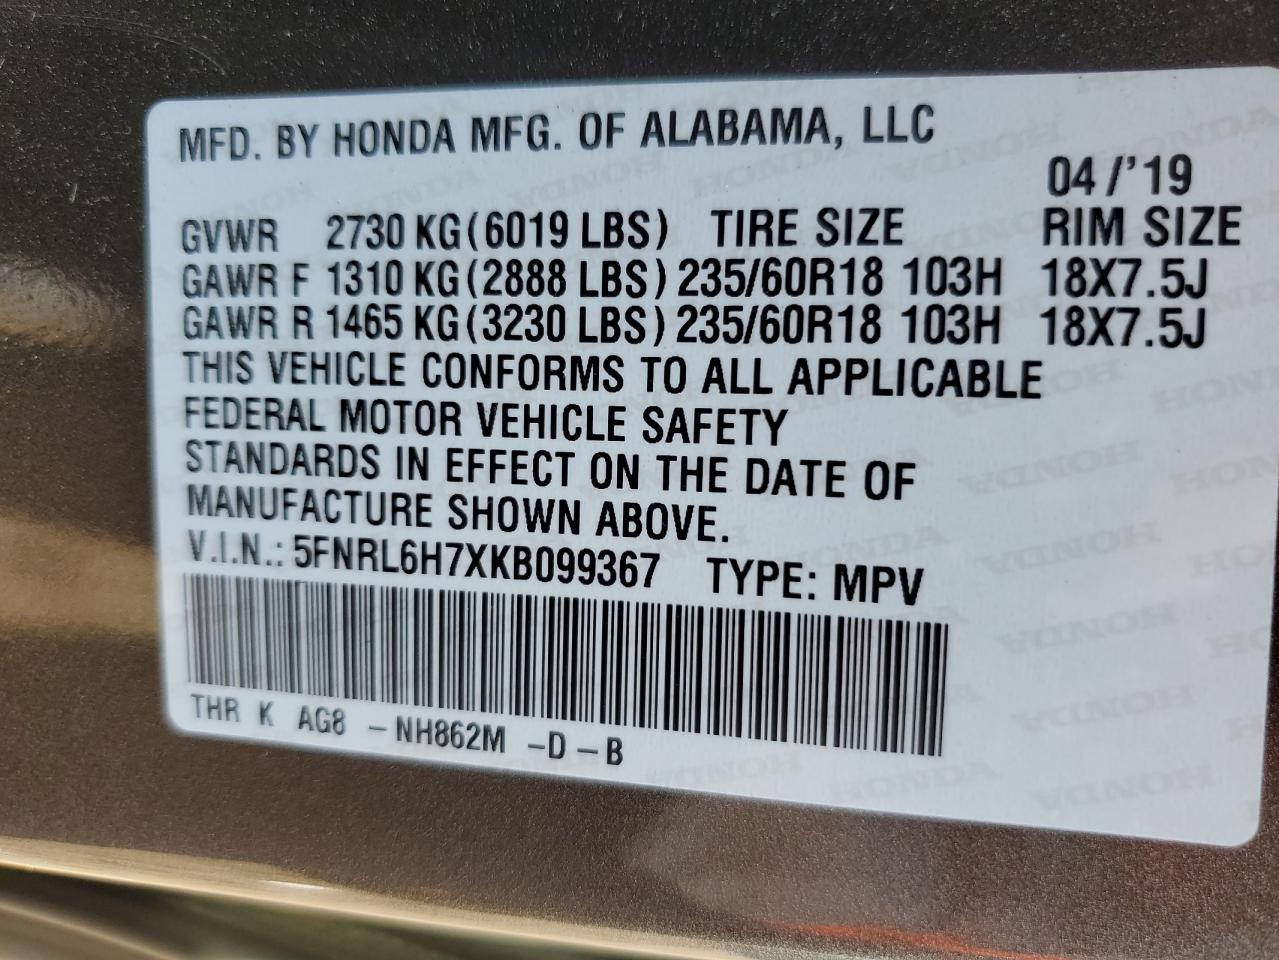 MFD. BY HONDA MFG. OF ALABAMA, LLC
04/'19
GVWR 2730 KG(6019 LBS) TIRE SIZE RIM SIZE
GAWR F 1310 KG(2888 LBS) 235/60R18 103H 18X7.5J
GAWR R 1465 KG(3230 LBS) 235/60R18 103H 18X7.5J
THIS VEHICLE CONFORMS TO ALL APPLICABLE
FEDERAL MOTOR VEHICLE SAFETY
STANDARDS IN EFFECT ON THE DATE OF
MANUFACTURE SHOWN ABOVE.
V.I.N.: 5FNRL6H7XKB099367 TYPE: MPV
THR K AG8 -NH862M -D-B